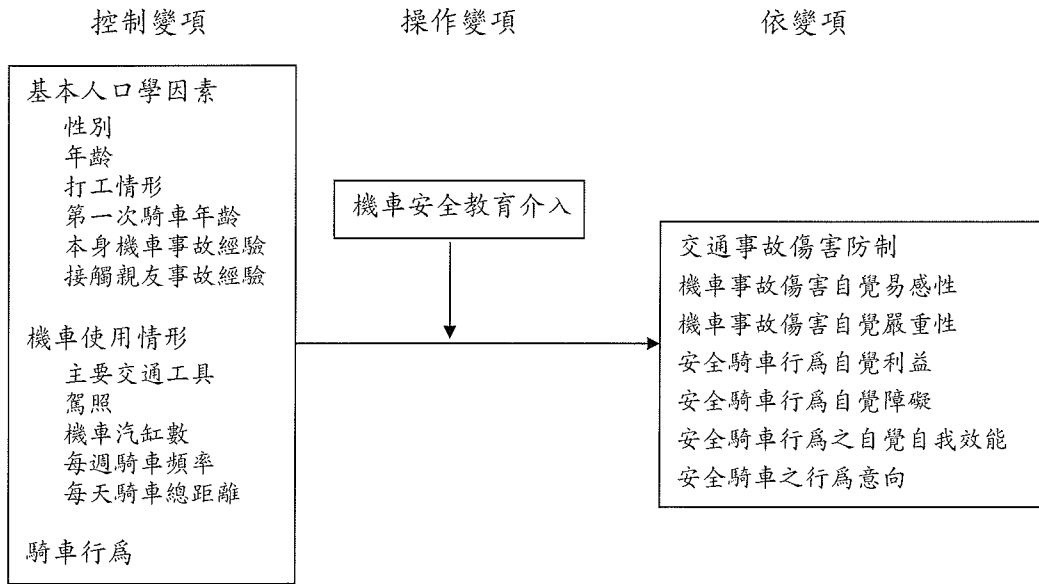 控制變項
操作變項
依變項
基本人口學因素
性別
年齡
打工情形
第一次騎車年齡
本身機車事故經驗
接觸親友事故經驗
機車使用情形
主要交通工具
駕照
機車汽缸數
每週騎車頻率
每天騎車總距離
騎車行爲
機車安全教育介入
交通事故傷害防制
機車事故傷害自覺易感性
機車事故傷害自覺嚴重性
安全騎車行爲自覺利益
安全騎車行爲自覺障礙
安全騎車行爲之自覺自我效能
安全騎車之行爲意向